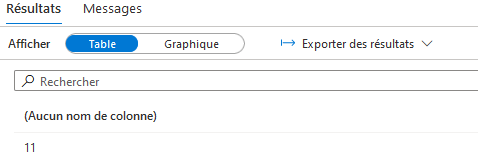 Résultats Messages
Afficher Table Graphique Exporter des résultats
Rechercher
(Aucun nom de colonne)
11